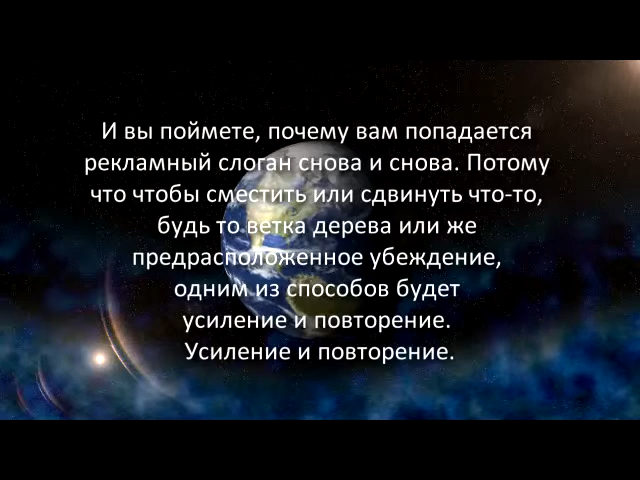 И вы поймете, почему вам попадается
рекламный слоган снова и снова. Потому
что чтобы сместить или сдвинуть что-то,
будь то ветка дерева или же
предрасположенное убеждение,
одним из способов будет
усиление и повторение.
Усиление и повторение.